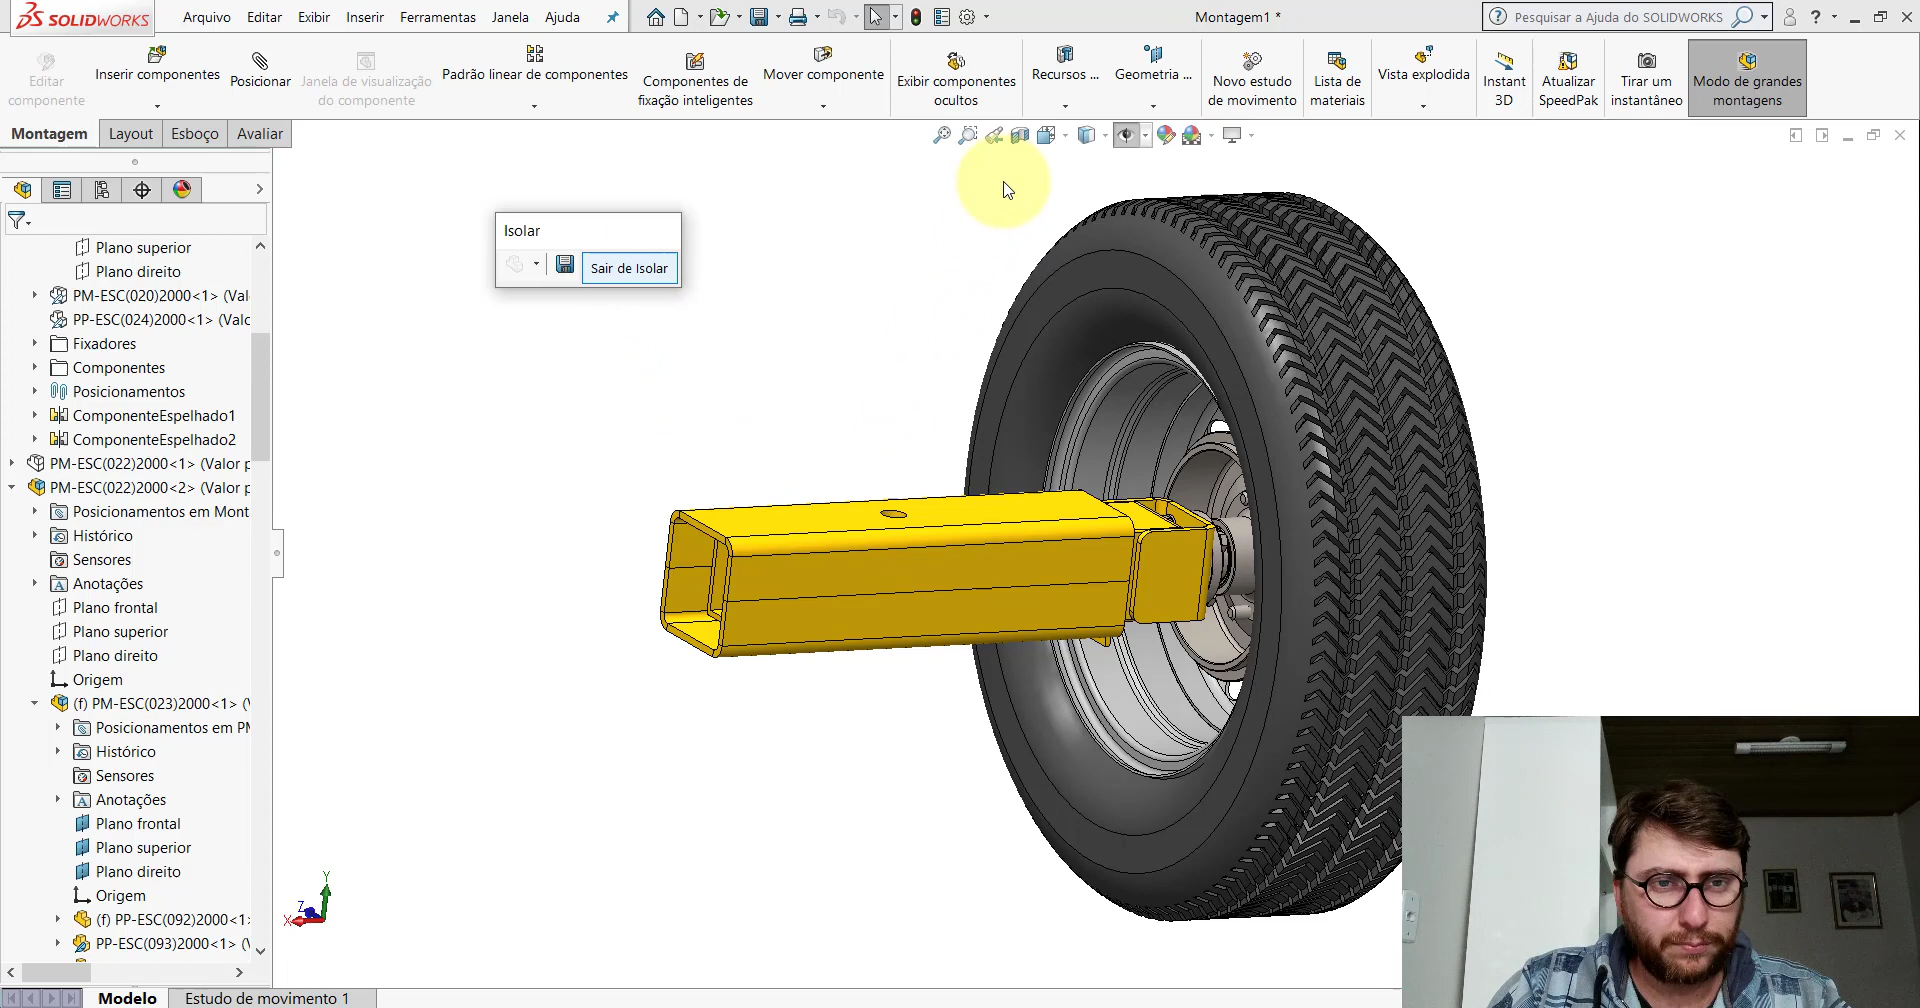 SOLIDWORKS
Arquivo Editar Exibir Inserir Ferramentas Janela Ajuda
Montagem1 *
Pesquisar a Ajuda do SOLIDWORKS
Editar componente
Inserir componentes
Posicionar
Janela de visualização do componente
Padrão linear de componentes
Componentes de fixação inteligentes
Mover componente
Exibir componentes ocultos
Recursos ...
Geometria ...
Novo estudo de movimento
Lista de materiais
Vista explodida
Instant 3D
Atualizar SpeedPak
Tirar um instantâneo
Modo de grandes montagens
Montagem Layout Esboço Avaliar
Plano superior
Plano direito
PM-ESC(020)2000<1> (Val
PP-ESC(024)2000<1> (Valc
Fixadores
Componentes
Posicionamentos
ComponenteEspelhado1
ComponenteEspelhado2
PM-ESC(022)2000<1> (Valor p
PM-ESC(022)2000<2> (Valor p
Posicionamentos em Mont
Histórico
Sensores
Anotações
Plano frontal
Plano superior
Plano direito
Origem
(f) PM-ESC(023)2000<1> (V
Posicionamentos em PM
Histórico
Sensores
Anotações
Plano frontal
Plano superior
Plano direito
Origem
(f) PP-ESC(092)2000<1>
PP-ESC(093)2000<1> (V
Isolar
Sair de Isolar
Y
Z
X
Modelo Estudo de movimento 1